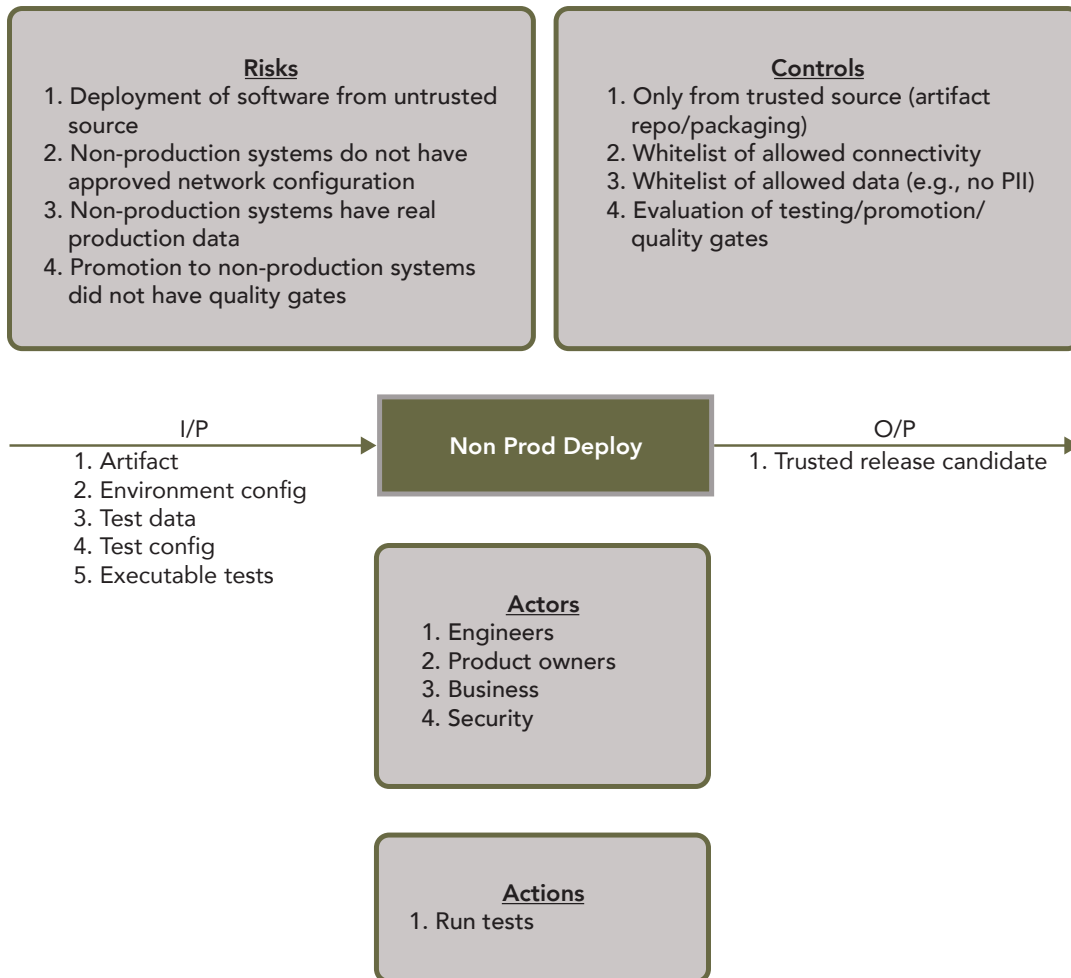 Risks
1. Deployment of software from untrusted
source
2. Non-production systems do not have
approved network configuration
3. Non-production systems have real
production data
4. Promotion to non-production systems
did not have quality gates
Controls
1. Only from trusted source (artifact
repo/packaging)
2. Whitelist of allowed connectivity
3. Whitelist of allowed data (e.g., no PII)
4. Evaluation of testing/promotion/
quality gates
I/P
1. Artifact
2. Environment config
3. Test data
4. Test config
5. Executable tests
Non Prod Deploy
O/P
1. Trusted release candidate
Actors
1. Engineers
2. Product owners
3. Business
4. Security
Actions
1. Run tests